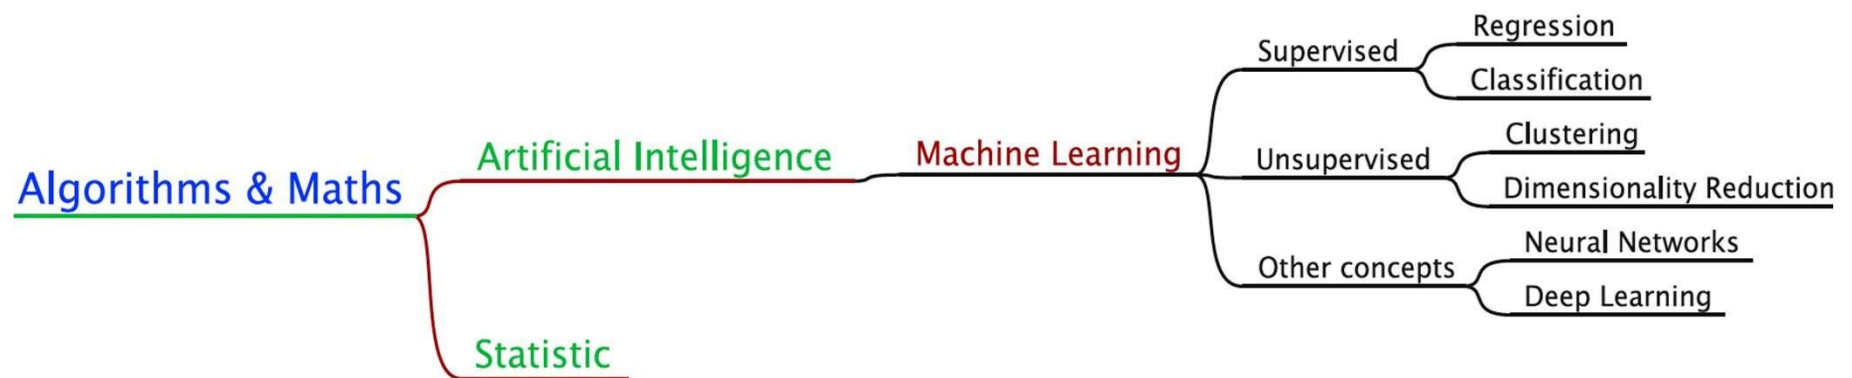 Algorithms & Maths
Artificial Intelligence
Machine Learning
Supervised
Regression
Classification
Unsupervised
Clustering
Dimensionality Reduction
Other concepts
Neural Networks
Deep Learning
Statistic